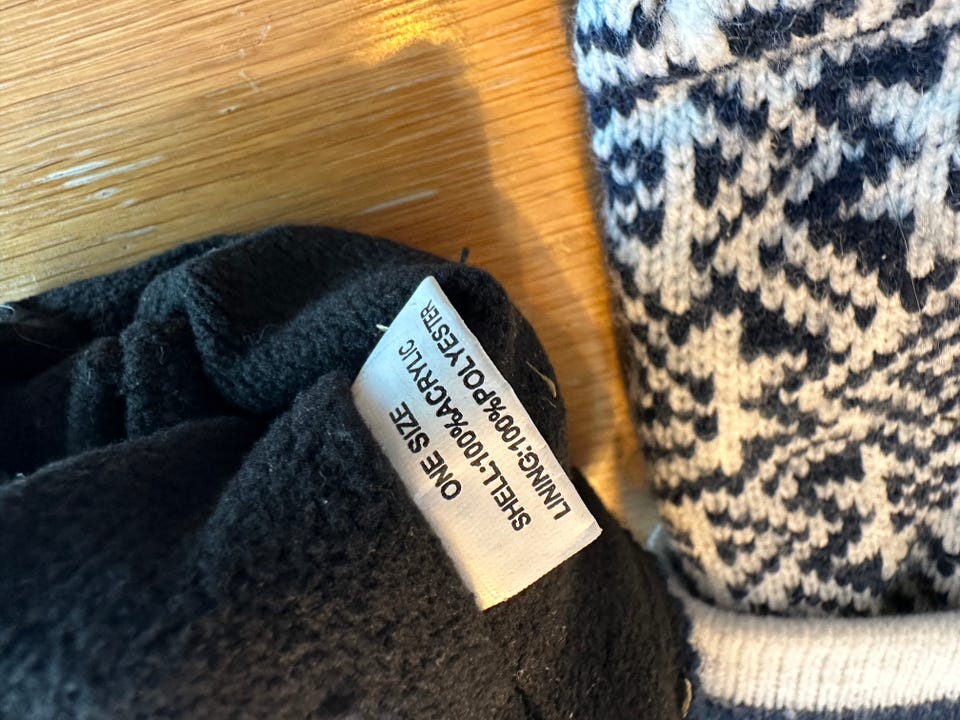 ONE SIZE
SHELL:100%ACRYLIC
LINING:100%POLYESTER